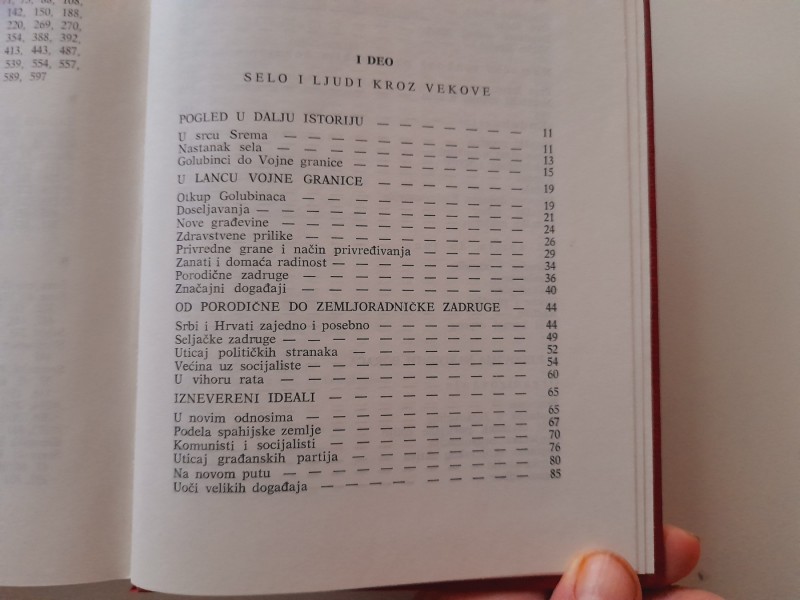 108,
142, 150, 188,
220, 269, 270,
354, 388, 392,
413, 443, 487,
539, 554, 557,
589, 597
I DEO
SELO I LJUDI KROZ VEKOVE
POGLED U DALJU ISTORIJU — — — — — — — 11
U srcu Srema — — — — — — — — — — — 11
Nastanak sela — — — — — — — — — — — 13
Golubinci do Vojne granice — — — — — — — — 15
U LANCU VOJNE GRANICE — — — — — — — 19
Otkup Golubinaca — — — — — — — — — — 19
Doseljavanja — — — — — — — — — — — — 21
Nove građevine — — — — — — — — — — — 24
Zdravstvene prilike — — — — — — — — — — 26
Privredne grane i način privređivanja — — — — — 29
Zanati i domaća radinost — — — — — — — — — 34
Porodične zadruge — — — — — — — — — — 36
Značajni događaji — — — — — — — — — — 40
OD PORODIČNE DO ZEMLJORADNIČKE ZADRUGE — 44
Srbi i Hrvati zajedno i posebno — — — — — — — 44
Seljačke zadruge — — — — — — — — — — — 49
Uticaj političkih stranaka — — — — — — — — 52
Većina uz socijaliste — — — — — — — — — — 54
U vihoru rata — — — — — — — — — — — 60
IZNEVERENI IDEALI — — — — — — — — — 65
U novim odnosima — — — — — — — — — — 65
Podela spahijske zemlje — — — — — — — — — 67
Komunisti i socijalisti — — — — — — — — — 70
Uticaj građanskih partija — — — — — — — — 76
Na novom putu — — — — — — — — — — — 80
Uoči velikih događaja — — — — — — — — — 85